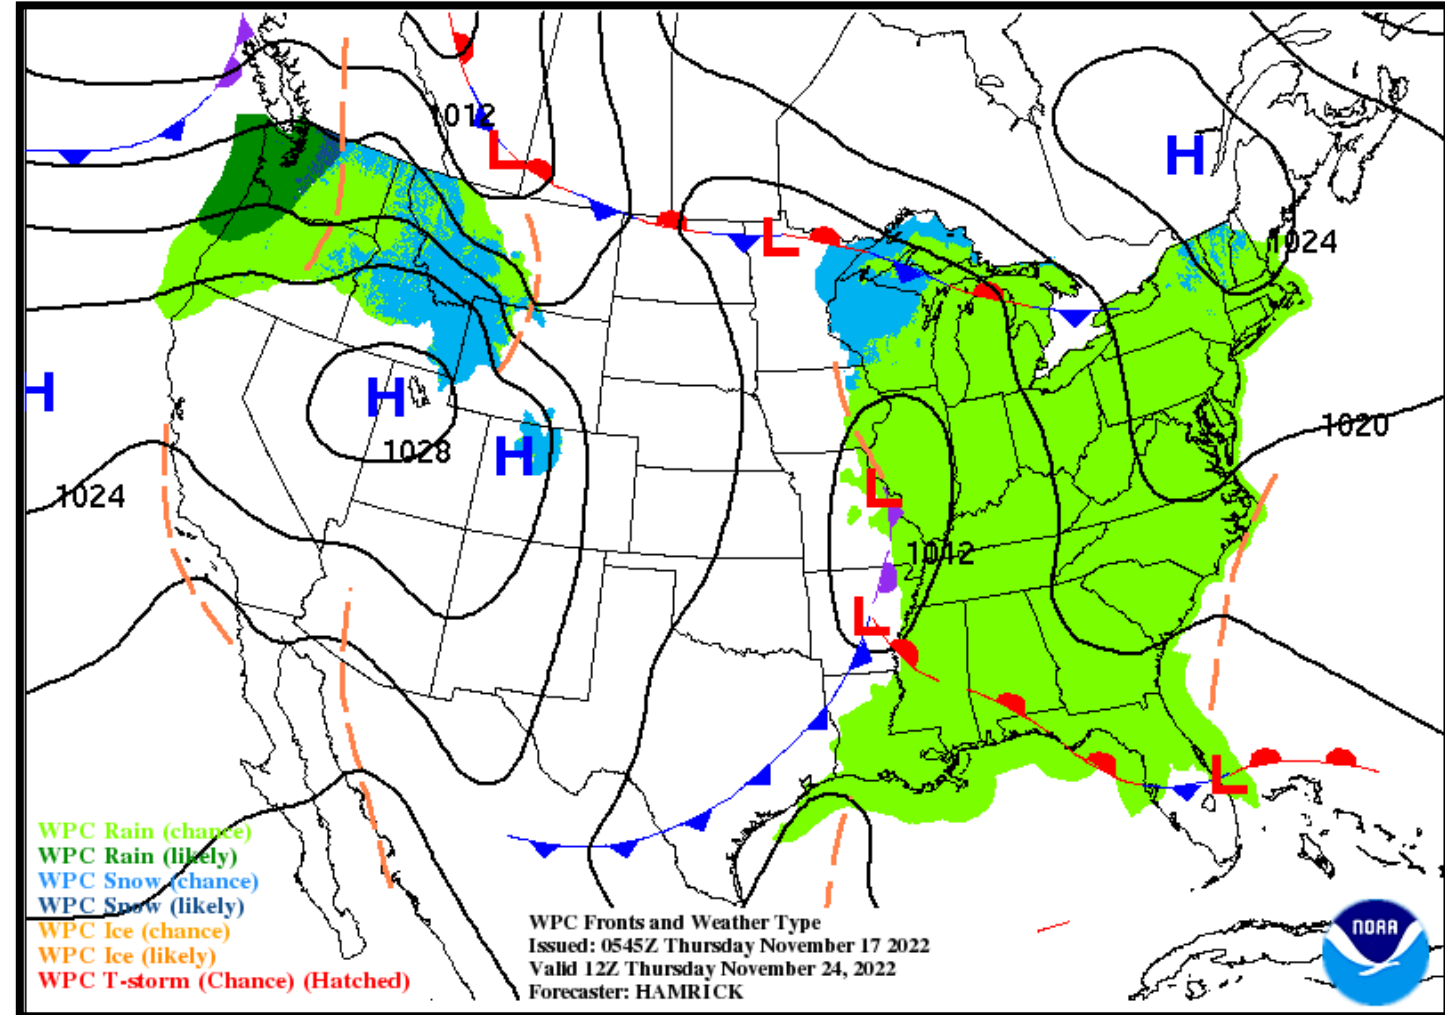 1012
L
H
L
1024
H
H
1028
H
1020
1024
L
1012
L
L
WPC Rain (chance)
WPC Rain (likely)
WPC Snow (chance)
WPC Snow (likely)
WPC Ice (chance)
WPC Ice (likely)
WPC T-storm (Chance) (Hatched)
WPC Fronts and Weather Type
Issued: 0545Z Thursday November 17 2022
Valid 12Z Thursday November 24, 2022
Forecaster: HAMRICK
NOAA